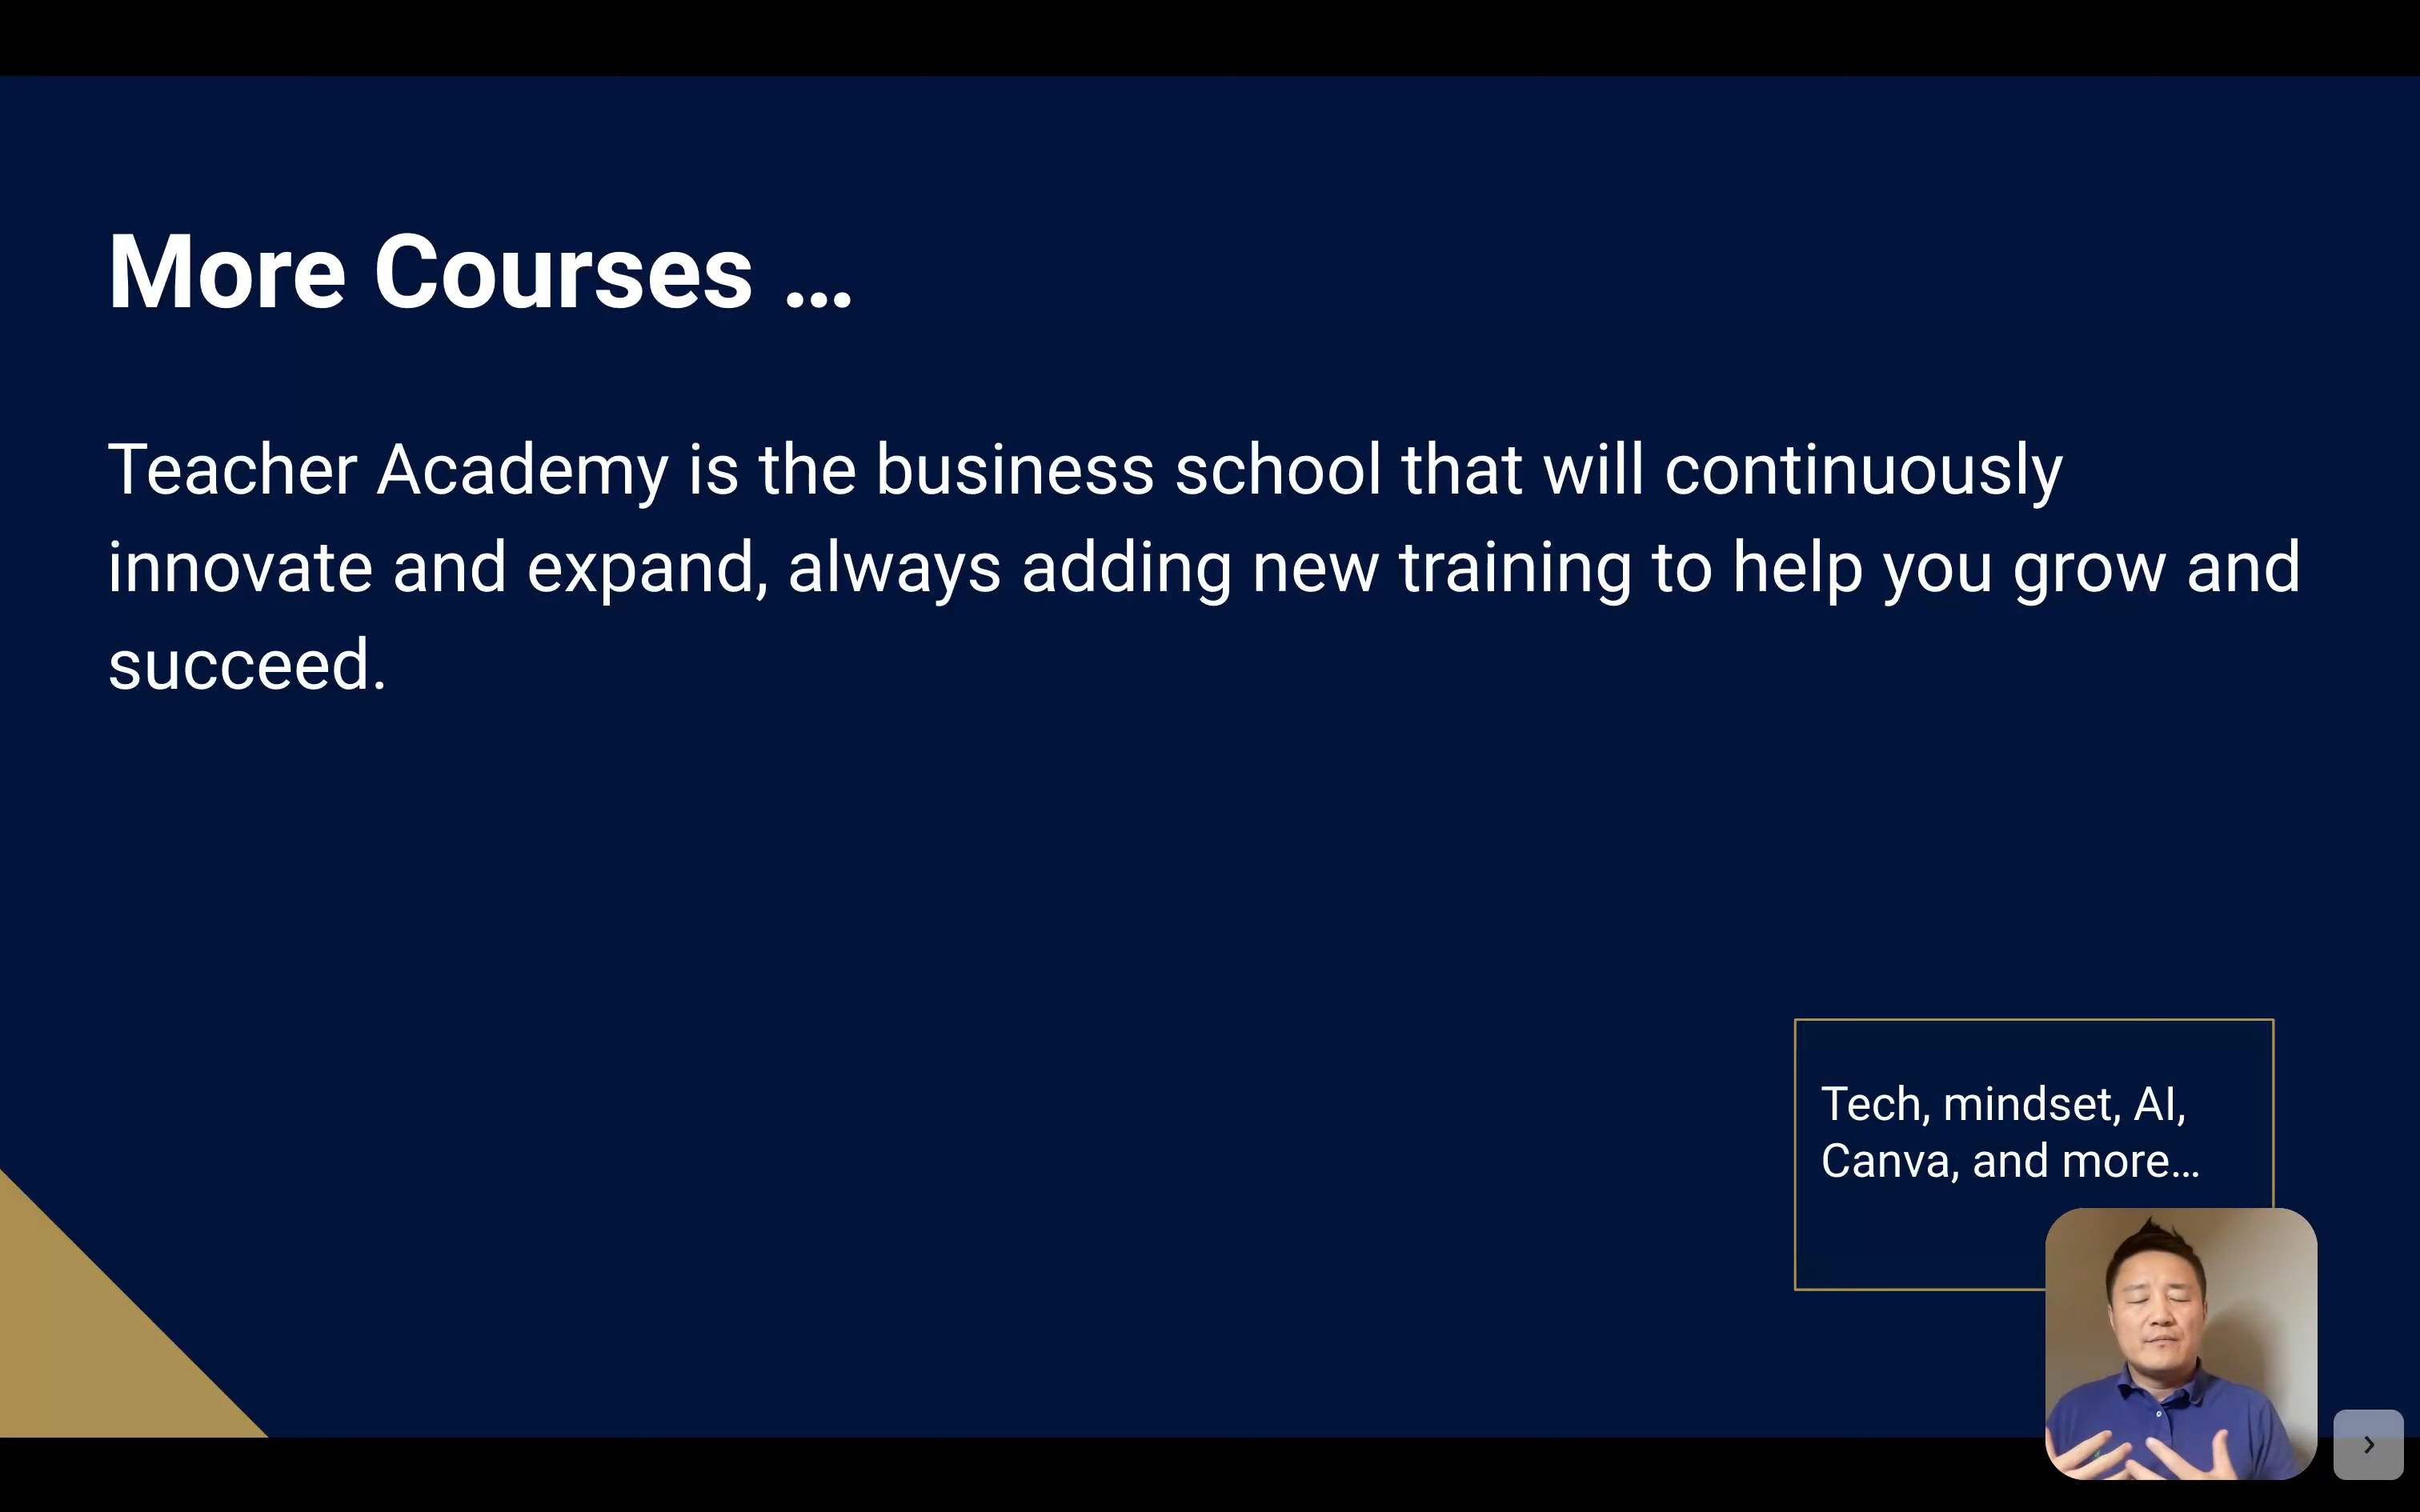 More Courses ...
Teacher Academy is the business school that will continuously
innovate and expand, always adding new training to help you grow and
succeed.
Tech, mindset, AI,
Canva, and more...